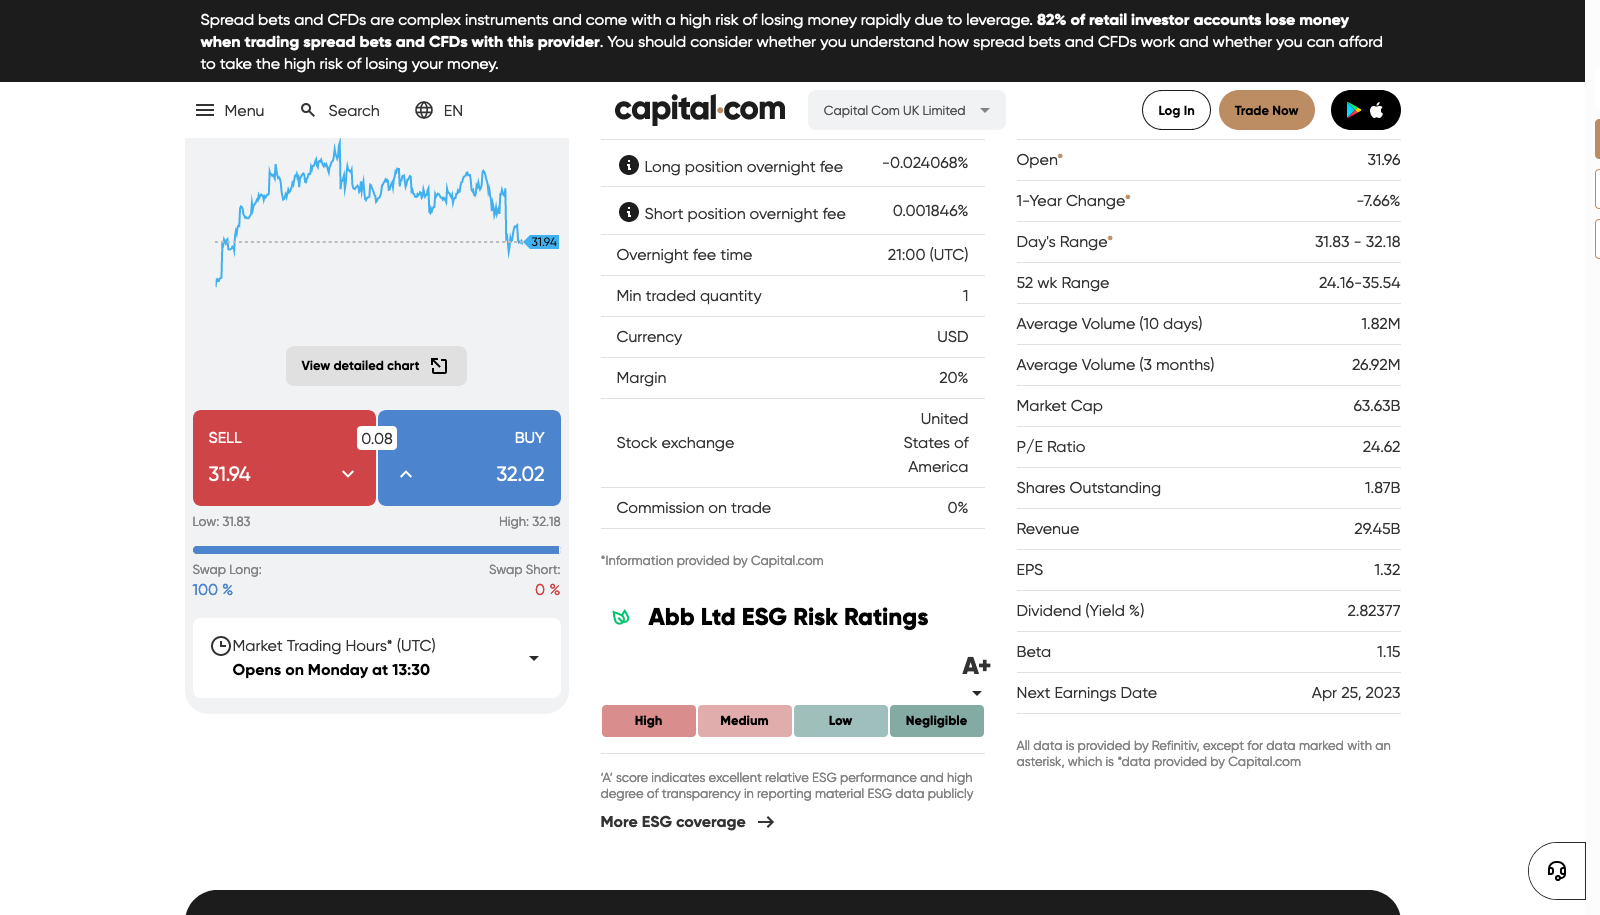 Spread bets and CFDs are complex instruments and come with a high risk of losing money rapidly due to leverage. 82% of retail investor accounts lose money
when trading spread bets and CFDs with this provider. You should consider whether you understand how spread bets and CFDs work and whether you can afford
to take the high risk of losing your money.
Menu
Search
EN
capital.com
Capital Com UK Limited
Log In
Trade Now
31.94
View detailed chart
SELL
31.94
0.08
BUY
32.02
Low: 31.83
High: 32.18
Swap Long:
100 %
Swap Short:
0 %
Market Trading Hours* (UTC)
Opens on Monday at 13:30
Long position overnight fee -0.024068%
Short position overnight fee 0.001846%
Overnight fee time 21:00 (UTC)
Min traded quantity 1
Currency USD
Margin 20%
Stock exchange
United
States of
America
Commission on trade 0%
*Information provided by Capital.com
Abb Ltd ESG Risk Ratings
A+
High
Medium
Low
Negligible
'A' score indicates excellent relative ESG performance and high
degree of transparency in reporting material ESG data publicly
More ESG coverage
Open* 31.96
1-Year Change* -7.66%
Day's Range* 31.83 - 32.18
52 wk Range 24.16-35.54
Average Volume (10 days) 1.82M
Average Volume (3 months) 26.92M
Market Cap 63.63B
P/E Ratio 24.62
Shares Outstanding 1.87B
Revenue 29.45B
EPS 1.32
Dividend (Yield %) 2.82377
Beta 1.15
Next Earnings Date Apr 25, 2023
All data is provided by Refinitiv, except for data marked with an
asterisk, which is *data provided by Capital.com